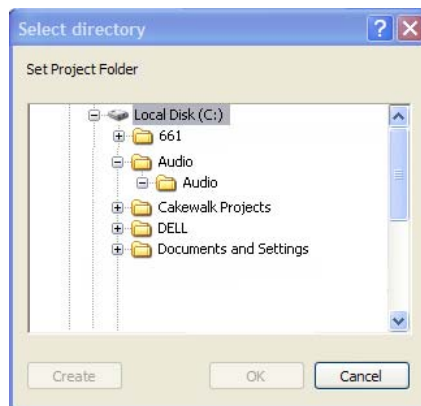 Select directory
Set Project Folder
Local Disk (C:)
661
Audio
Audio
Cakewalk Projects
DELL
Documents and Settings
Create OK Cancel